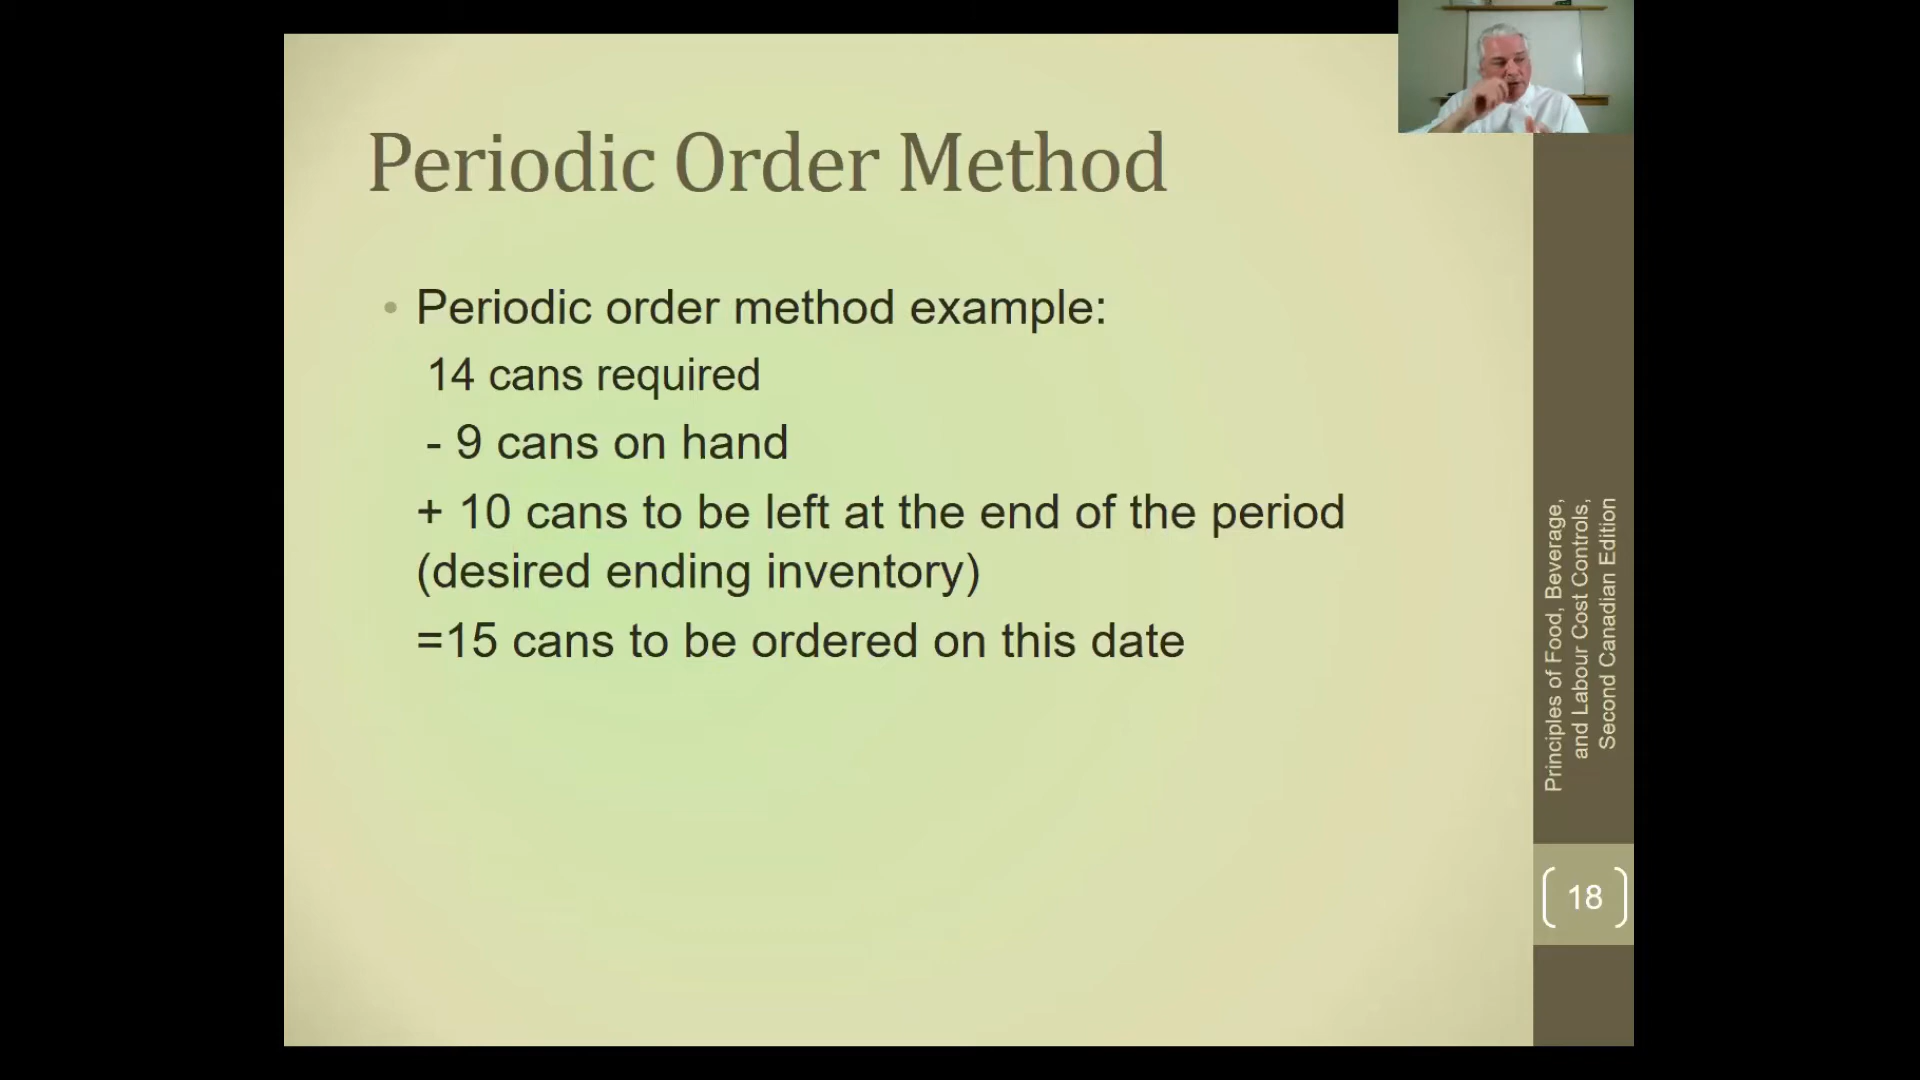 Periodic Order Method
• Periodic order method example:
14 cans required
- 9 cans on hand
+ 10 cans to be left at the end of the period
(desired ending inventory)
=15 cans to be ordered on this date
Principles of Food, Beverage,
and Labour Cost Controls,
Second Canadian Edition
18